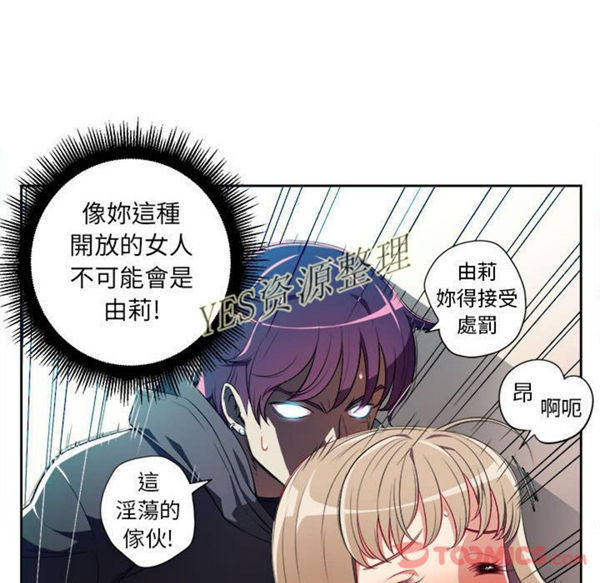 像妳這種
開放的女人
不可能會是
由莉!
YES资源整理
由莉
妳得接受
處罰
昂
啊呃
這
淫蕩的
傢伙!
TOOMICS.com